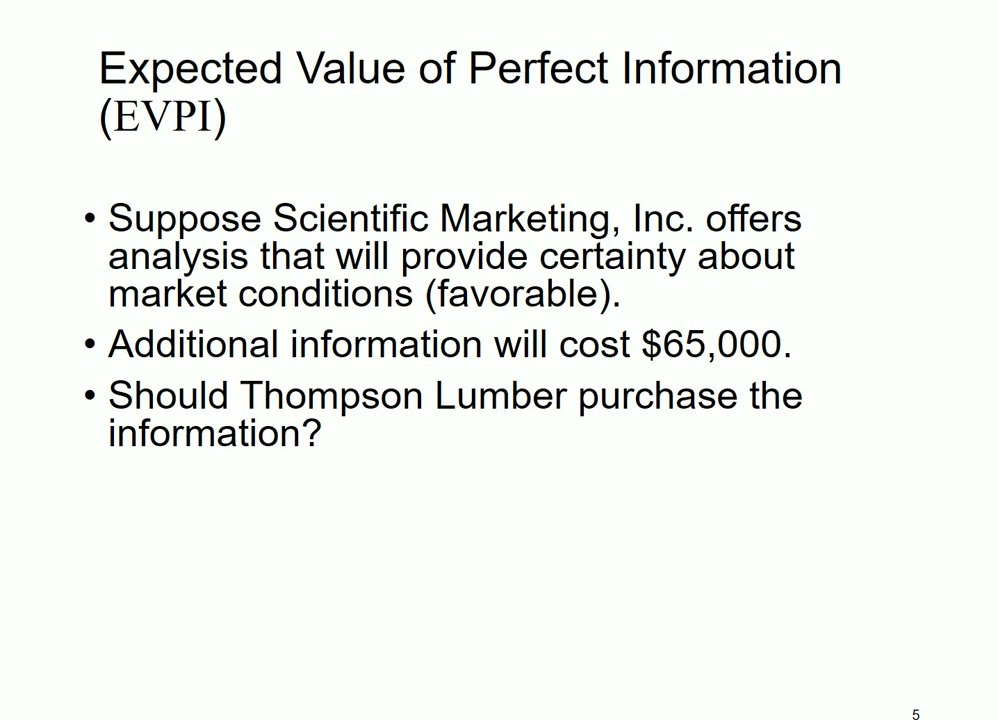 Expected Value of Perfect Information
(EVPI)
• Suppose Scientific Marketing, Inc. offers
analysis that will provide certainty about
market conditions (favorable).
• Additional information will cost $65,000.
• Should Thompson Lumber purchase the
information?
5